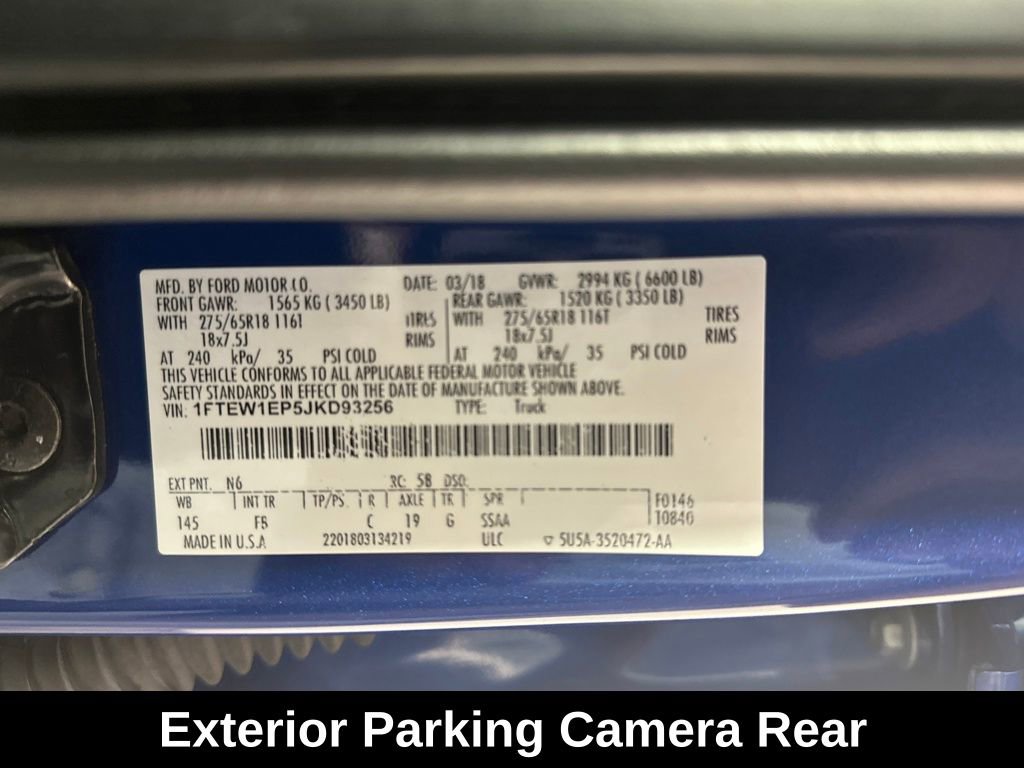 MFD. BY FORD MOTOR CO. DATE: 03/18 GVWR: 2994 KG ( 6600 LB)
FRONT GAWR: 1565 KG ( 3450 LB) REAR GAWR: 1520 KG ( 3350 LB)
WITH 275/65R18 116T TIRES WITH 275/65R18 116T TIRES
18x7.5J RIMS 18x7.5J RIMS
AT 240 kPa/ 35 PSI COLD AT 240 kPa/ 35 PSI COLD
THIS VEHICLE CONFORMS TO ALL APPLICABLE FEDERAL MOTOR VEHICLE
SAFETY STANDARDS IN EFFECT ON THE DATE OF MANUFACTURE SHOWN ABOVE.
VIN: 1FTEW1EP5JKD93256 TYPE: Truck
EXT PNT: N6 RC: 58 DSO:
WB INT TR TP/PS R AXLE TR SPR F0146
145 FB C 19 G SSAA T0840
MADE IN U.S.A 2201803134219 ULC ▽ 5U5A-3520472-AA
Exterior Parking Camera Rear